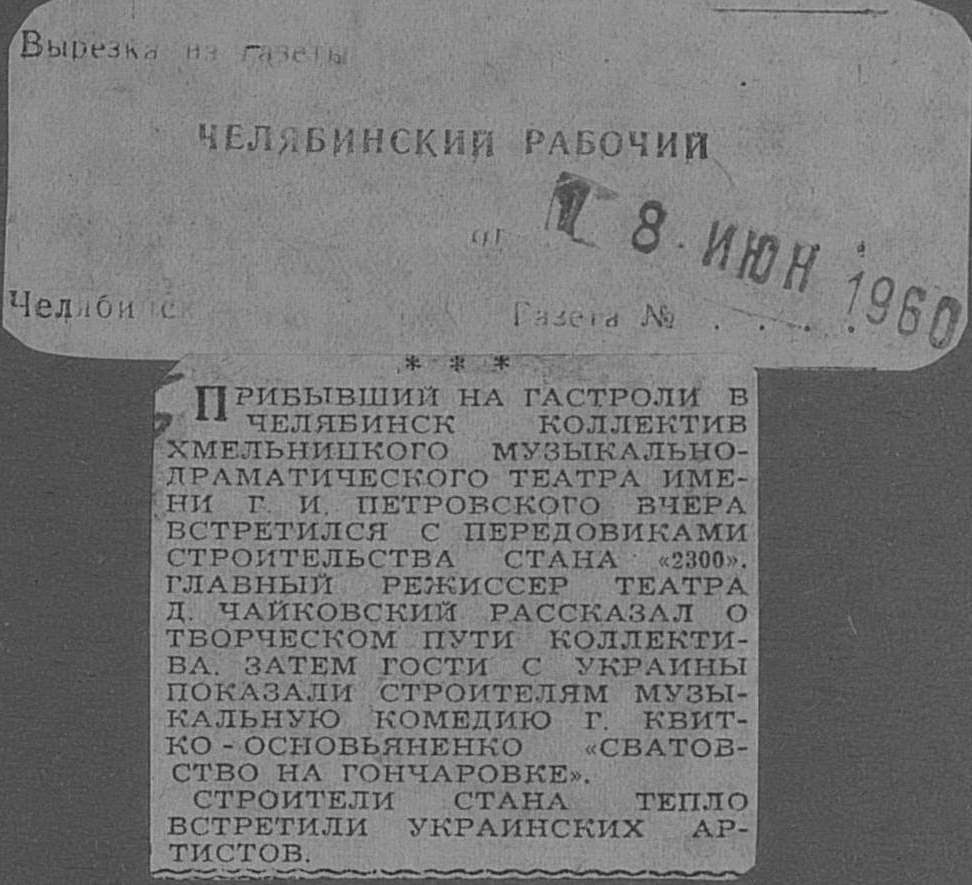 Вырезка из газеты
ЧЕЛЯБИНСКИЙ РАБОЧИЙ
от 18 ИЮН 1960
Челябинск Газета № . . . .
* * *
ПРИБЫВШИЙ НА ГАСТРОЛИ В
ЧЕЛЯБИНСК КОЛЛЕКТИВ
ХМЕЛЬНИЦКОГО МУЗЫКАЛЬНО-
ДРАМАТИЧЕСКОГО ТЕАТРА ИМЕ-
НИ Г. И. ПЕТРОВСКОГО ВЧЕРА
ВСТРЕТИЛСЯ С ПЕРЕДОВИКАМИ
СТРОИТЕЛЬСТВА СТАНА «2300».
ГЛАВНЫЙ РЕЖИССЕР ТЕАТРА
Д. ЧАЙКОВСКИЙ РАССКАЗАЛ О
ТВОРЧЕСКОМ ПУТИ КОЛЛЕКТИ-
ВА. ЗАТЕМ ГОСТИ С УКРАИНЫ
ПОКАЗАЛИ СТРОИТЕЛЯМ МУЗЫ-
КАЛЬНУЮ КОМЕДИЮ Г. КВИТ-
КО-ОСНОВЬЯНЕНКО «СВАТОВ-
СТВО НА ГОНЧАРОВКЕ».
СТРОИТЕЛИ СТАНА ТЕПЛО
ВСТРЕТИЛИ УКРАИНСКИХ АР-
ТИСТОВ.